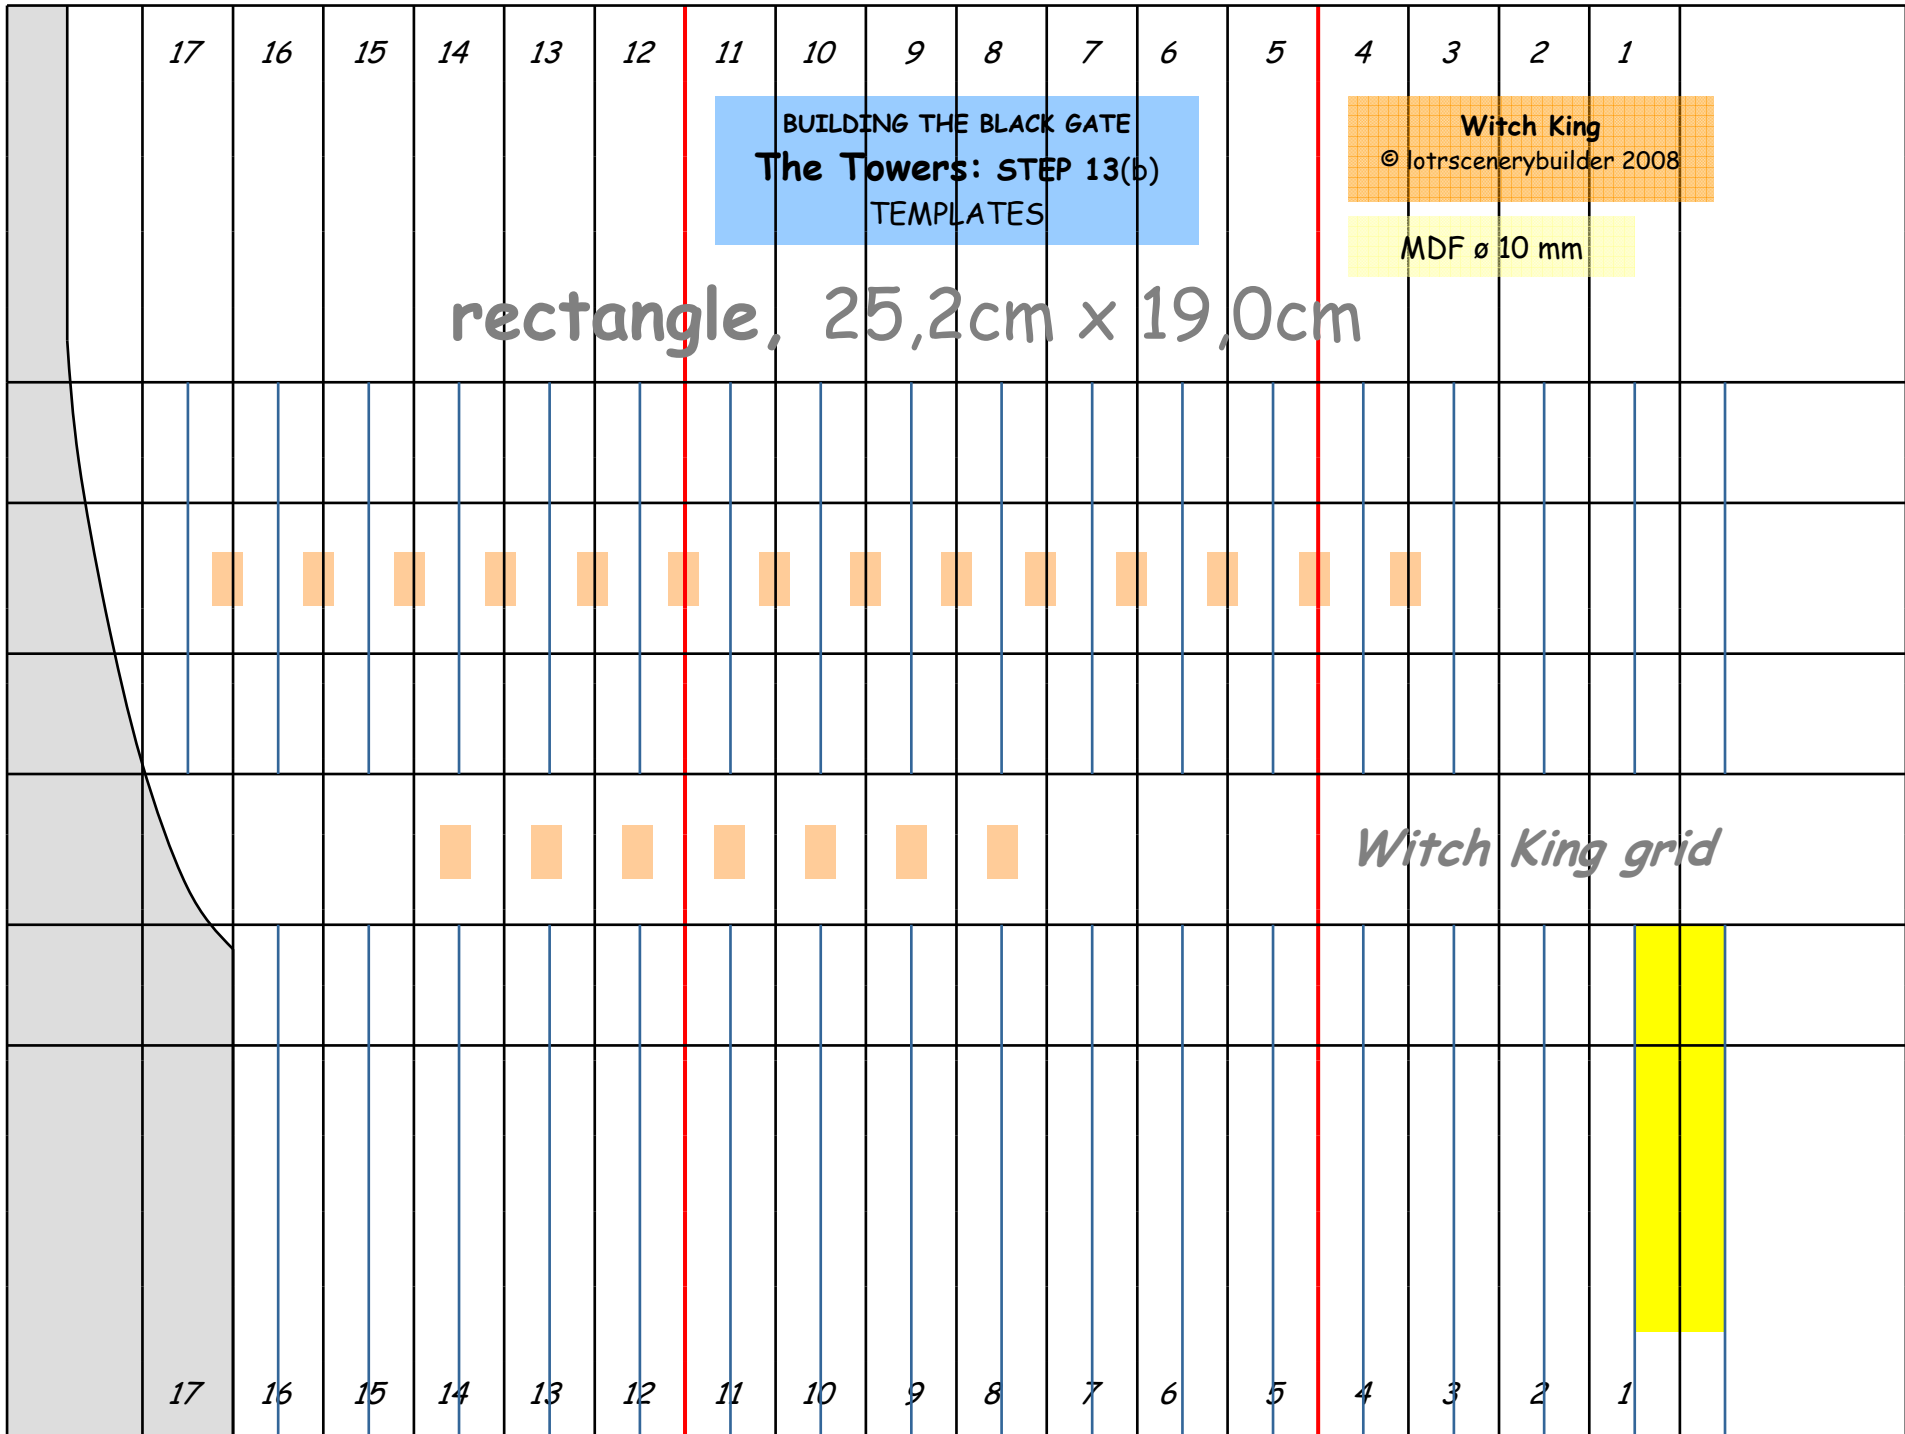 17 16 15 14 13 12 11 10 9 8 7 6 5 4 3 2 1
BUILDING THE BLACK GATE
The Towers: STEP 13(b)
TEMPLATES
Witch King
© lotrscenerybuilder 2008
MDF ø 10 mm
rectangle, 25,2cm x 19,0cm
Witch King grid
17 16 15 14 13 12 11 10 9 8 7 6 5 4 3 2 1